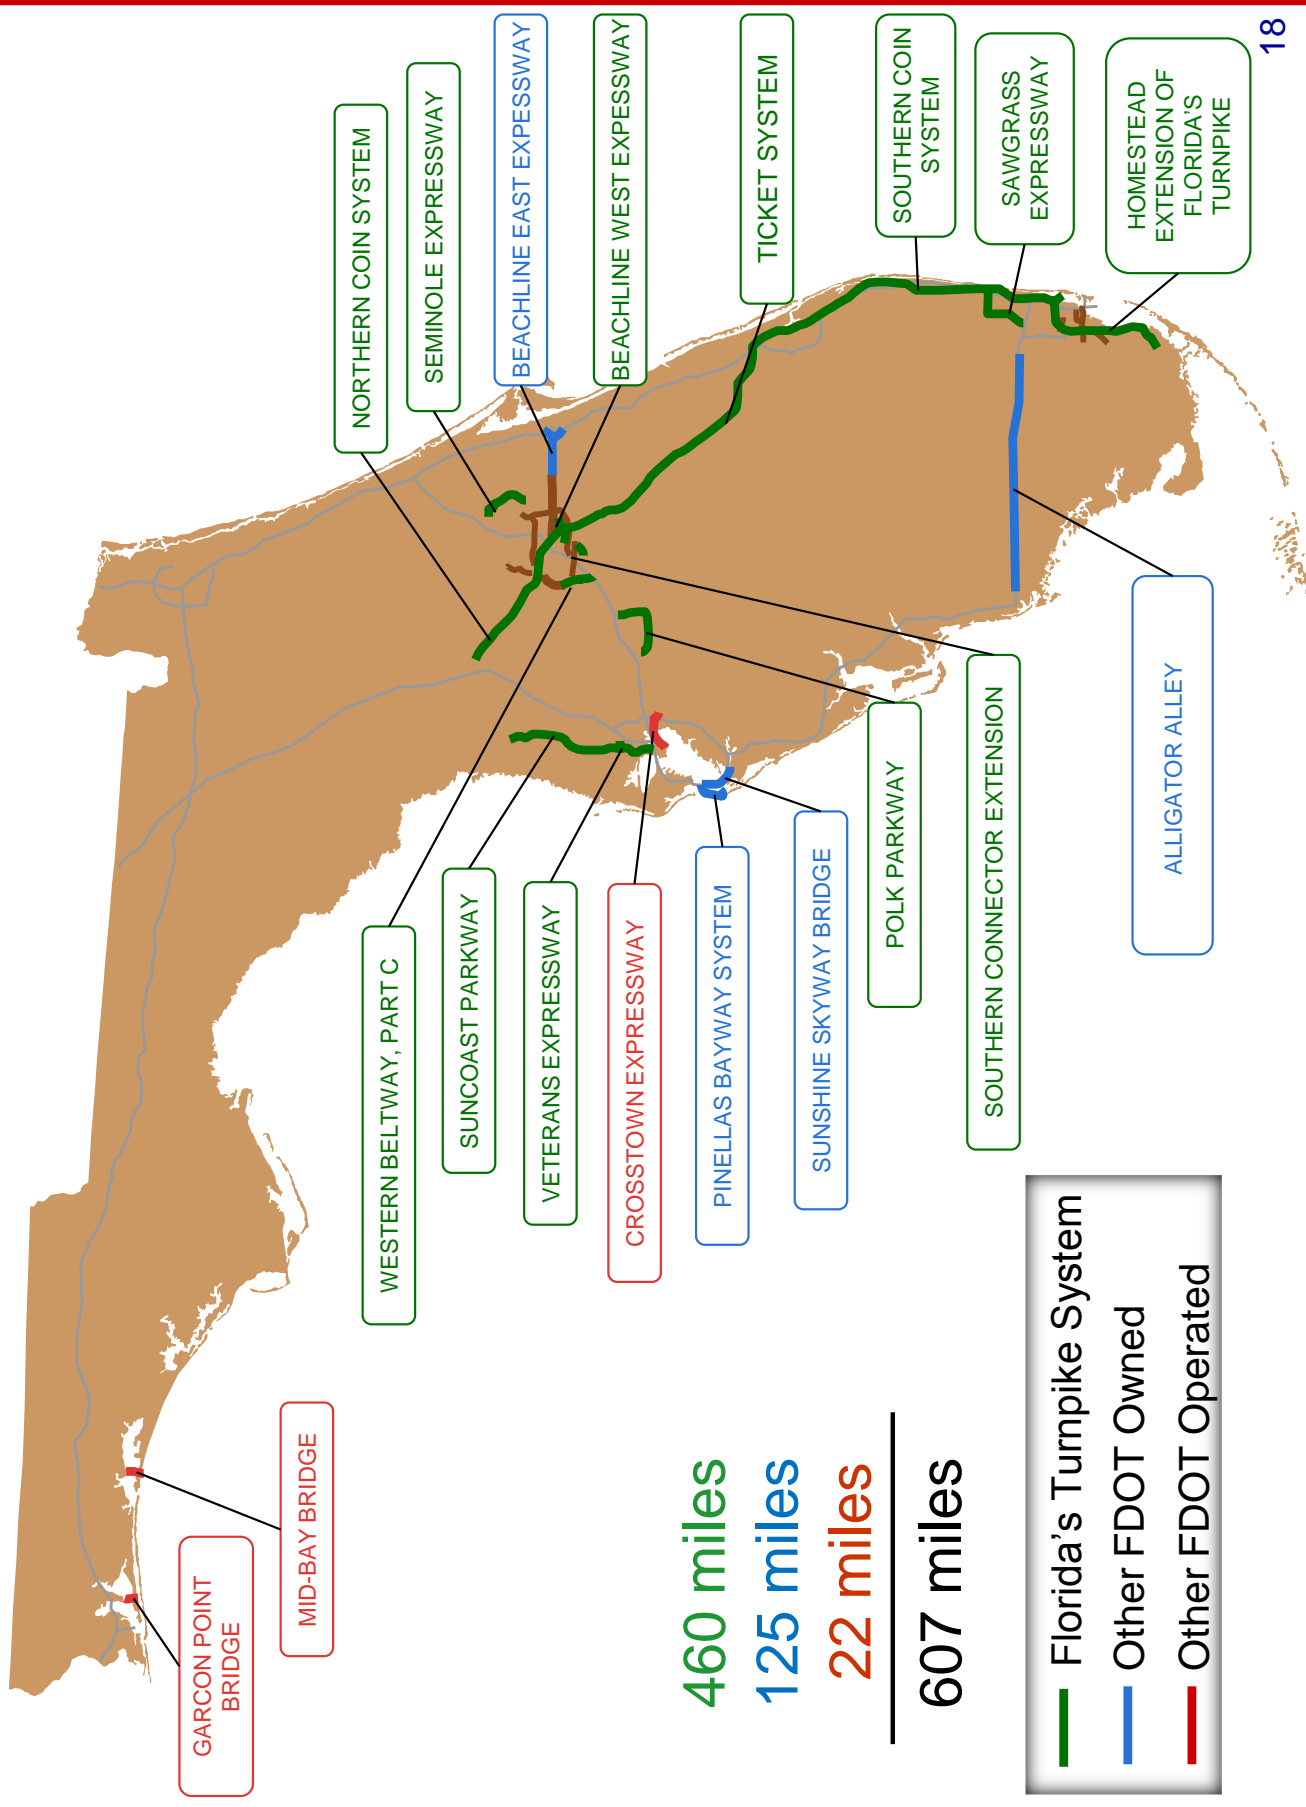 GARCON POINT
BRIDGE
MID-BAY BRIDGE
WESTERN BELTWAY, PART C
SUNCOAST PARKWAY
VETERANS EXPRESSWAY
CROSSTOWN EXPRESSWAY
PINELLAS BAYWAY SYSTEM
SUNSHINE SKYWAY BRIDGE
POLK PARKWAY
SOUTHERN CONNECTOR EXTENSION
ALLIGATOR ALLEY
NORTHERN COIN SYSTEM
SEMINOLE EXPRESSWAY
BEACHLINE EAST EXPESSWAY
BEACHLINE WEST EXPESSWAY
TICKET SYSTEM
SOUTHERN COIN
SYSTEM
SAWGRASS
EXPRESSWAY
HOMESTEAD
EXTENSION OF
FLORIDA'S
TURNPIKE
460 miles
125 miles
22 miles
607 miles
Florida's Turnpike System
Other FDOT Owned
Other FDOT Operated
18